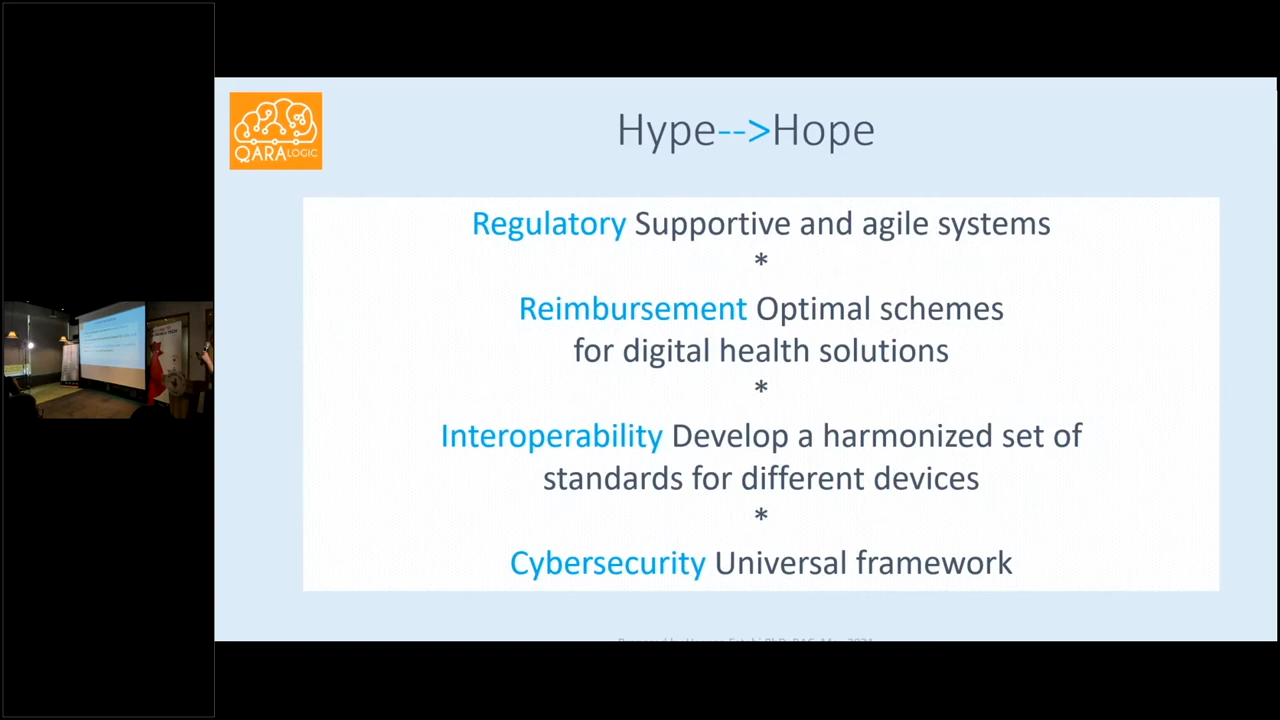 QARALOGIC
Hype-->Hope
Regulatory Supportive and agile systems
*
Reimbursement Optimal schemes
for digital health solutions
*
Interoperability Develop a harmonized set of
standards for different devices
*
Cybersecurity Universal framework